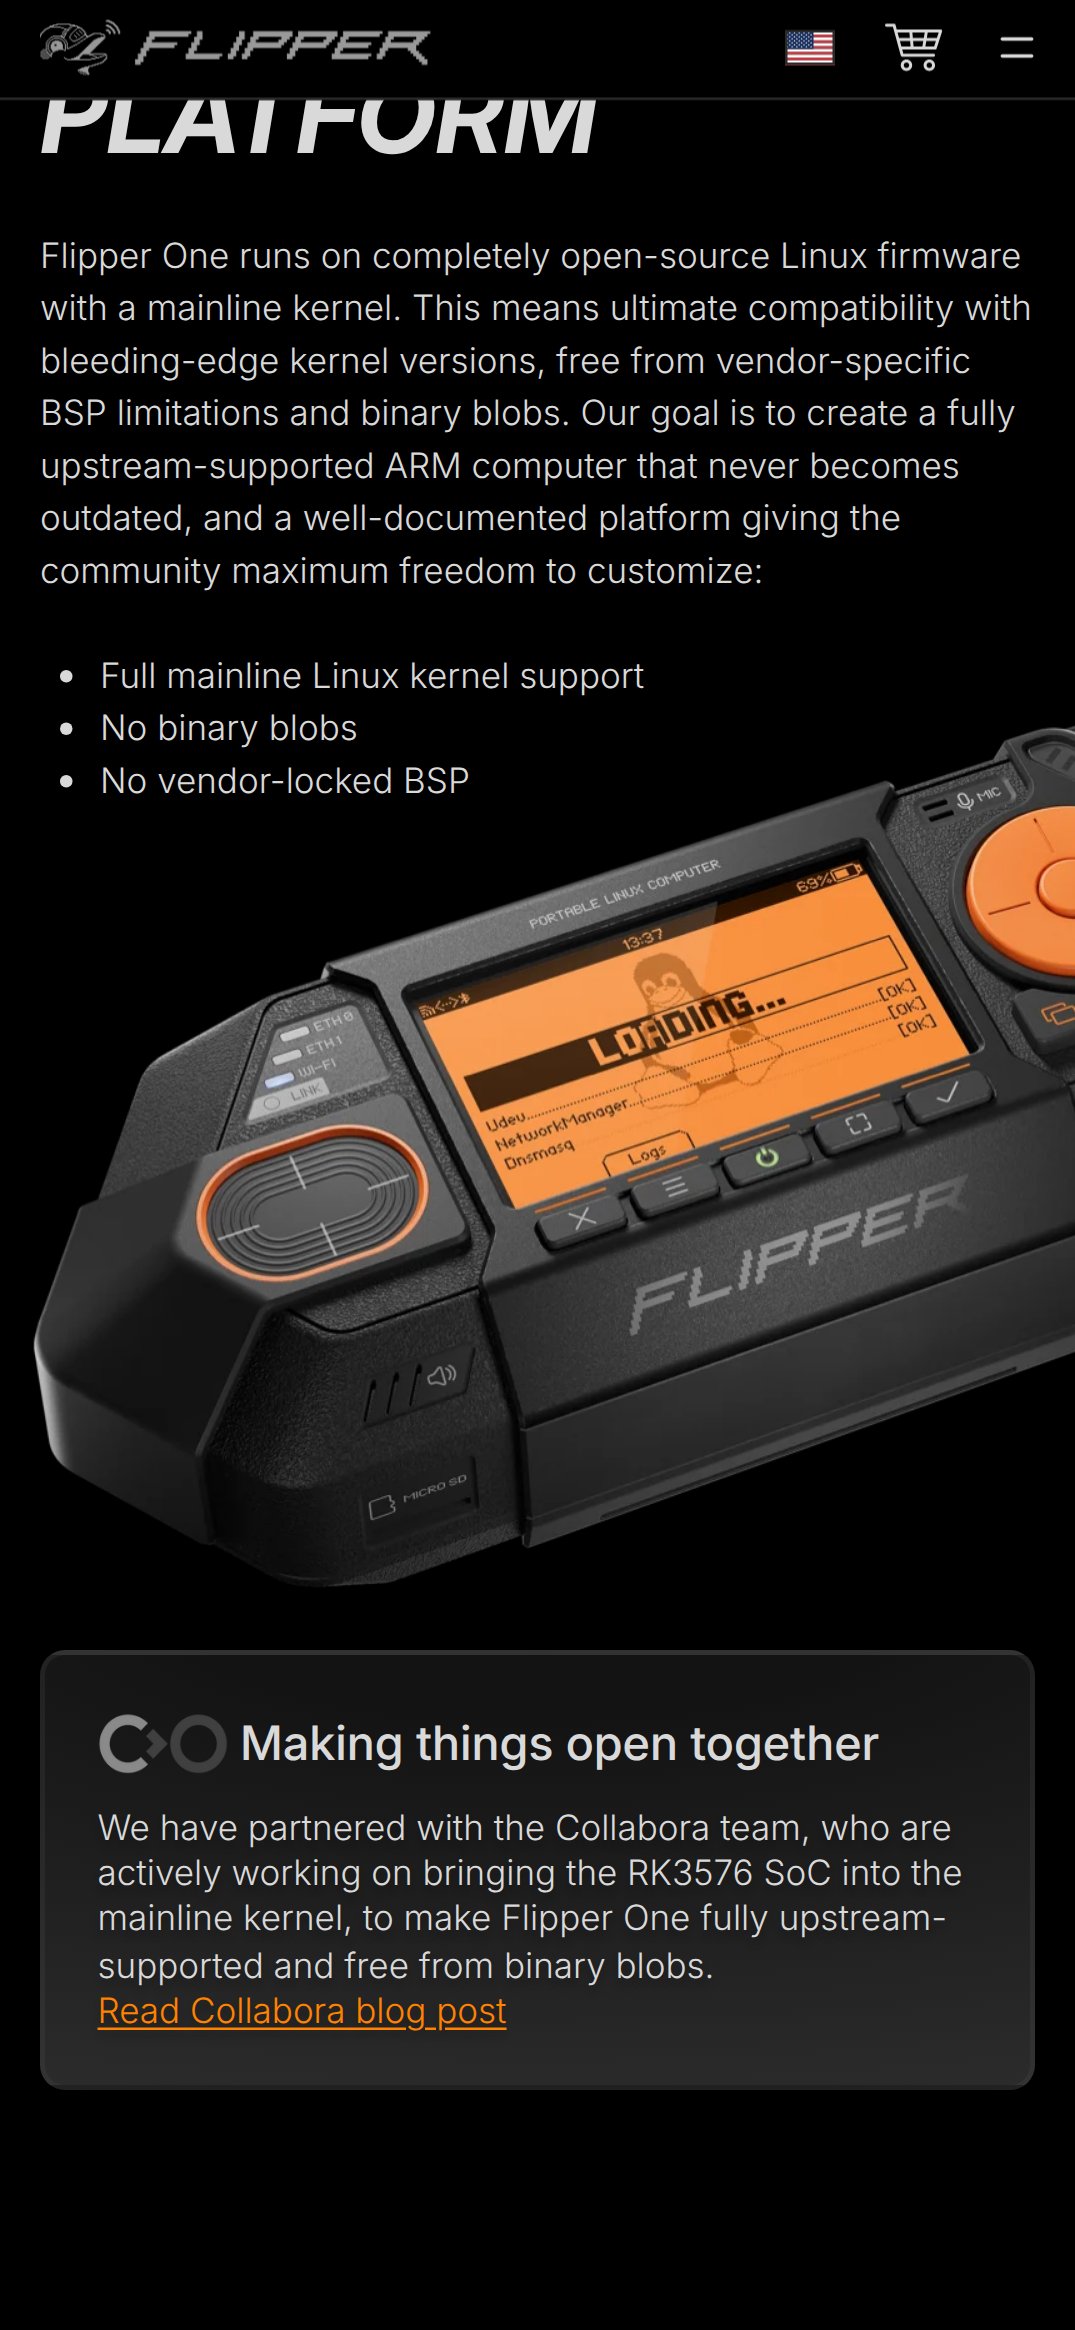 FLIPPER
PLATFORM
Flipper One runs on completely open-source Linux firmware
with a mainline kernel. This means ultimate compatibility with
bleeding-edge kernel versions, free from vendor-specific
BSP limitations and binary blobs. Our goal is to create a fully
upstream-supported ARM computer that never becomes
outdated, and a well-documented platform giving the
community maximum freedom to customize:
Full mainline Linux kernel support
No binary blobs
No vendor-locked BSP
MIC
PORTABLE LINUX COMPUTER
69%
13:37
LOADING...
Udev [OK]
NetworkManager [OK]
Dnsmasq [OK]
Logs
ETH 0
ETH 1
WI-FI
LINK
FLIPPER
MICRO SD
Making things open together
We have partnered with the Collabora team, who are
actively working on bringing the RK3576 SoC into the
mainline kernel, to make Flipper One fully upstream-
supported and free from binary blobs.
Read Collabora blog post